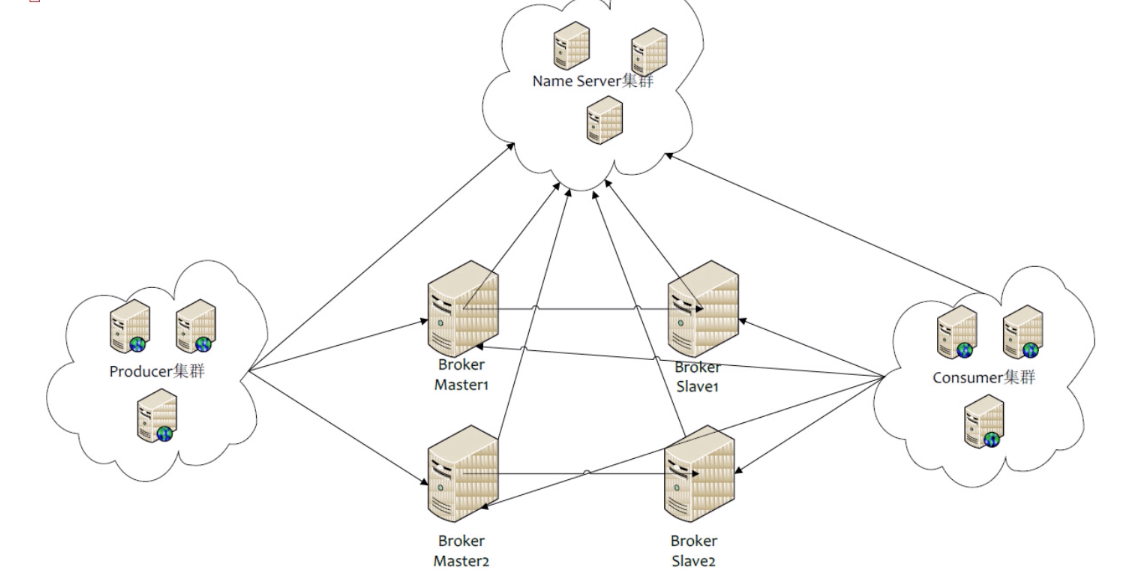 Name Server集群
Producer集群
Broker
Master1
Broker
Slave1
Consumer集群
Broker
Master2
Broker
Slave2